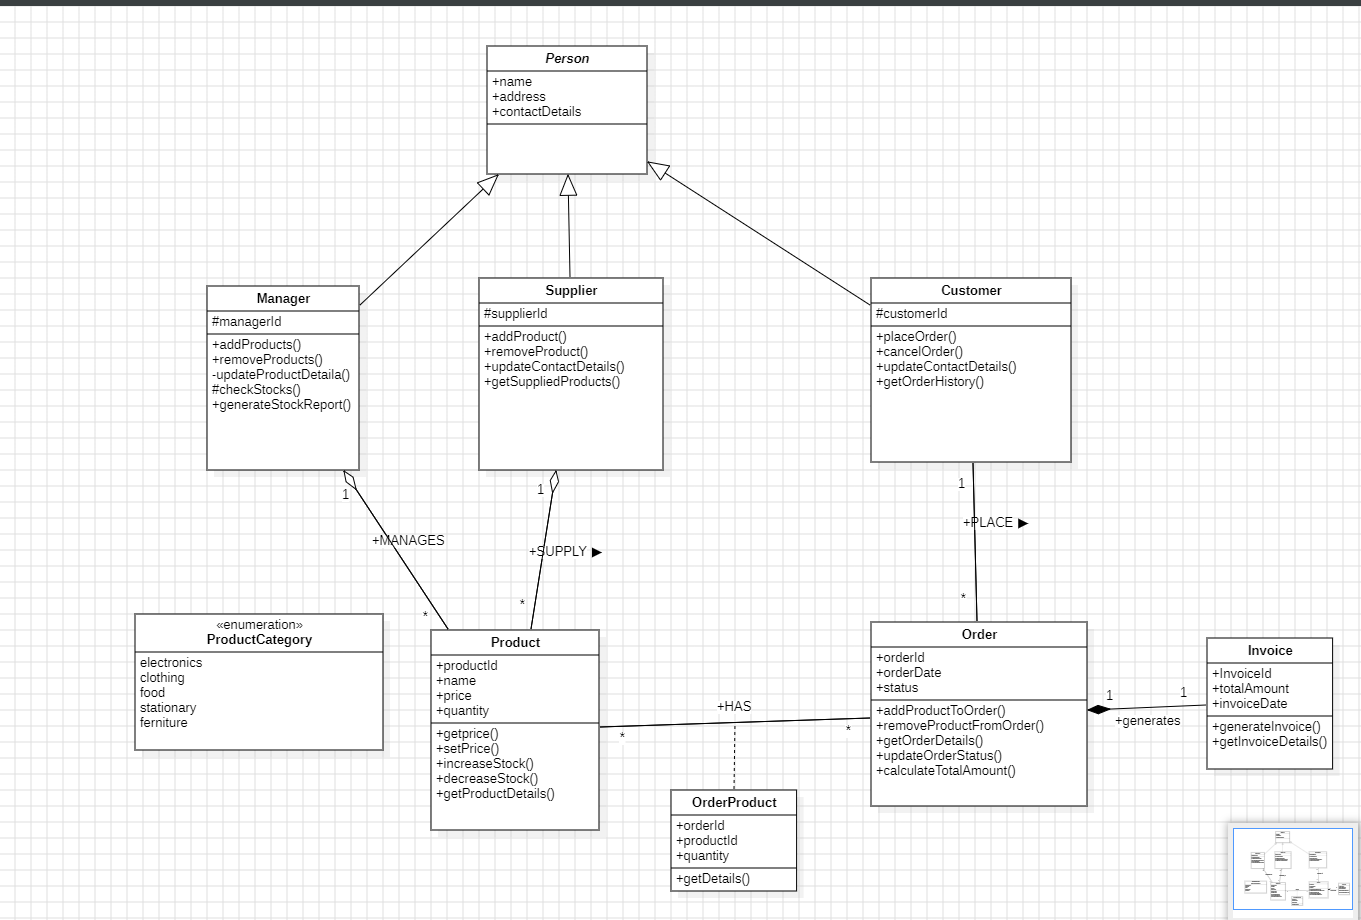 Person
+name
+address
+contactDetails
Manager
#managerId
+addProducts()
+removeProducts()
-updateProductDetaila()
#checkStocks()
+generateStockReport()
Supplier
#supplierId
+addProduct()
+removeProduct()
+updateContactDetails()
+getSuppliedProducts()
Customer
#customerId
+placeOrder()
+cancelOrder()
+updateContactDetails()
+getOrderHistory()
1
+MANAGES
*
1
+SUPPLY ▶
*
1
+PLACE ▶
*
«enumeration»
ProductCategory
electronics
clothing
food
stationary
ferniture
Product
+productId
+name
+price
+quantity
+getprice()
+setPrice()
+increaseStock()
+decreaseStock()
+getProductDetails()
+HAS
*
*
OrderProduct
+orderId
+productId
+quantity
+getDetails()
Order
+orderId
+orderDate
+status
+addProductToOrder()
+removeProductFromOrder()
+getOrderDetails()
+updateOrderStatus()
+calculateTotalAmount()
1
1
+generates
Invoice
+InvoiceId
+totalAmount
+invoiceDate
+generateInvoice()
+getInvoiceDetails()